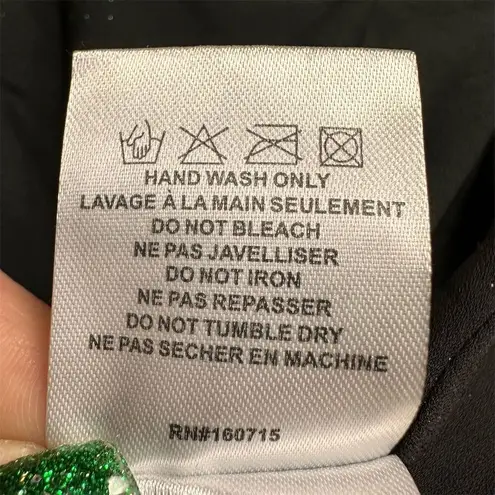 HAND WASH ONLY
LAVAGE À LA MAIN SEULEMENT
DO NOT BLEACH
NE PAS JAVELLISER
DO NOT IRON
NE PAS REPASSER
DO NOT TUMBLE DRY
NE PAS SECHER EN MACHINE
RN#160715